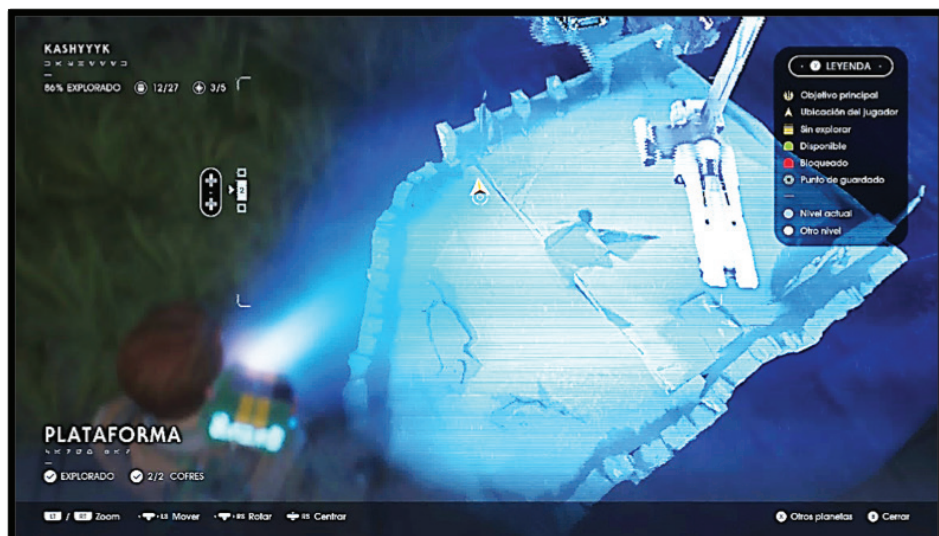 KASHYYYK
86% EXPLORADO 12/27 3/5
2
LEYENDA
Objetivo principal
Ubicación del jugador
Sin explorar
Disponible
Bloqueado
Punto de guardado
Nivel actual
Otro nivel
PLATAFORMA
EXPLORADO 2/2 COFRES
Zoom Mover Rotar Centrar Otros planetas Cerrar